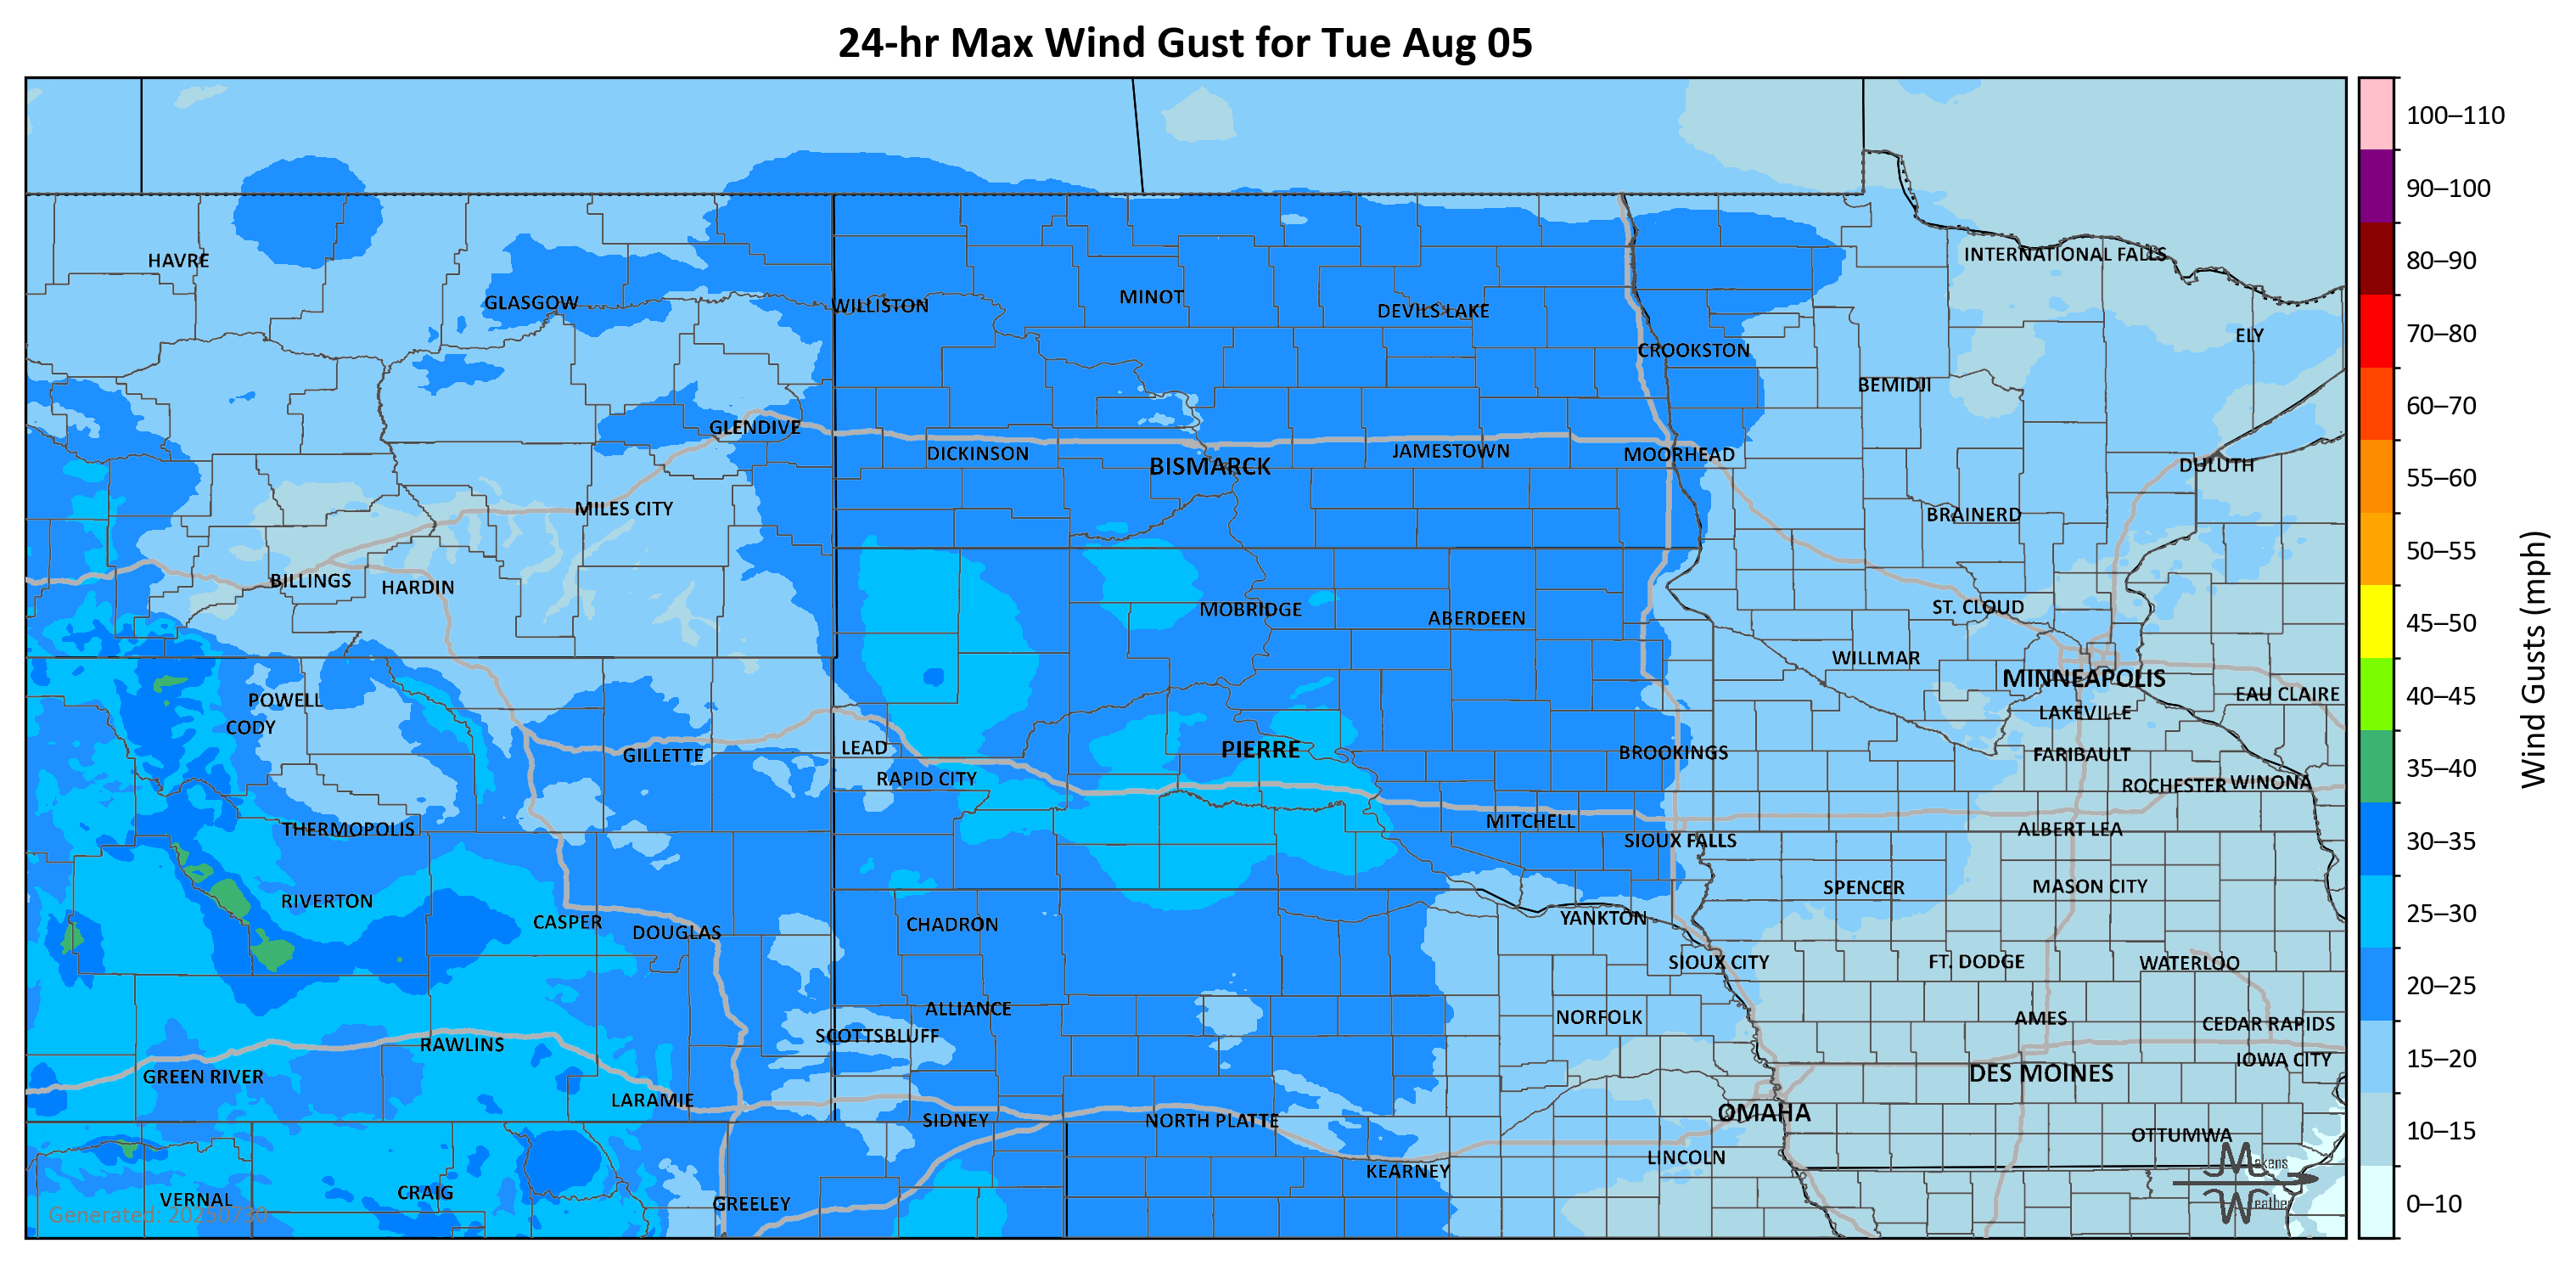 24-hr Max Wind Gust for Tue Aug 05
100–110
90–100
80–90
70–80
60–70
55–60
50–55
45–50
40–45
35–40
30–35
25–30
20–25
15–20
10–15
0–10
Wind Gusts (mph)
HAVRE
INTERNATIONAL FALLS
GLASGOW
WILLISTON
MINOT
DEVILS LAKE
ELY
CROOKSTON
BEMIDJI
GLENDIVE
DICKINSON
BISMARCK
JAMESTOWN
MOORHEAD
DULUTH
MILES CITY
BRAINERD
BILLINGS
HARDIN
MOBRIDGE
ABERDEEN
ST. CLOUD
WILLMAR
MINNEAPOLIS
POWELL
EAU CLAIRE
CODY
LAKEVILLE
GILLETTE
LEAD
PIERRE
BROOKINGS
FARIBAULT
RAPID CITY
ROCHESTER
WINONA
THERMOPOLIS
MITCHELL
ALBERT LEA
SIOUX FALLS
RIVERTON
SPENCER
MASON CITY
CASPER
DOUGLAS
CHADRON
YANKTON
SIOUX CITY
FT. DODGE
WATERLOO
ALLIANCE
NORFOLK
AMES
CEDAR RAPIDS
RAWLINS
SCOTTSBLUFF
IOWA CITY
GREEN RIVER
DES MOINES
LARAMIE
SIDNEY
NORTH PLATTE
OMAHA
OTTUMWA
KEARNEY
LINCOLN
VERNAL
CRAIG
GREELEY
Makens
Weather
Generated: 20250730